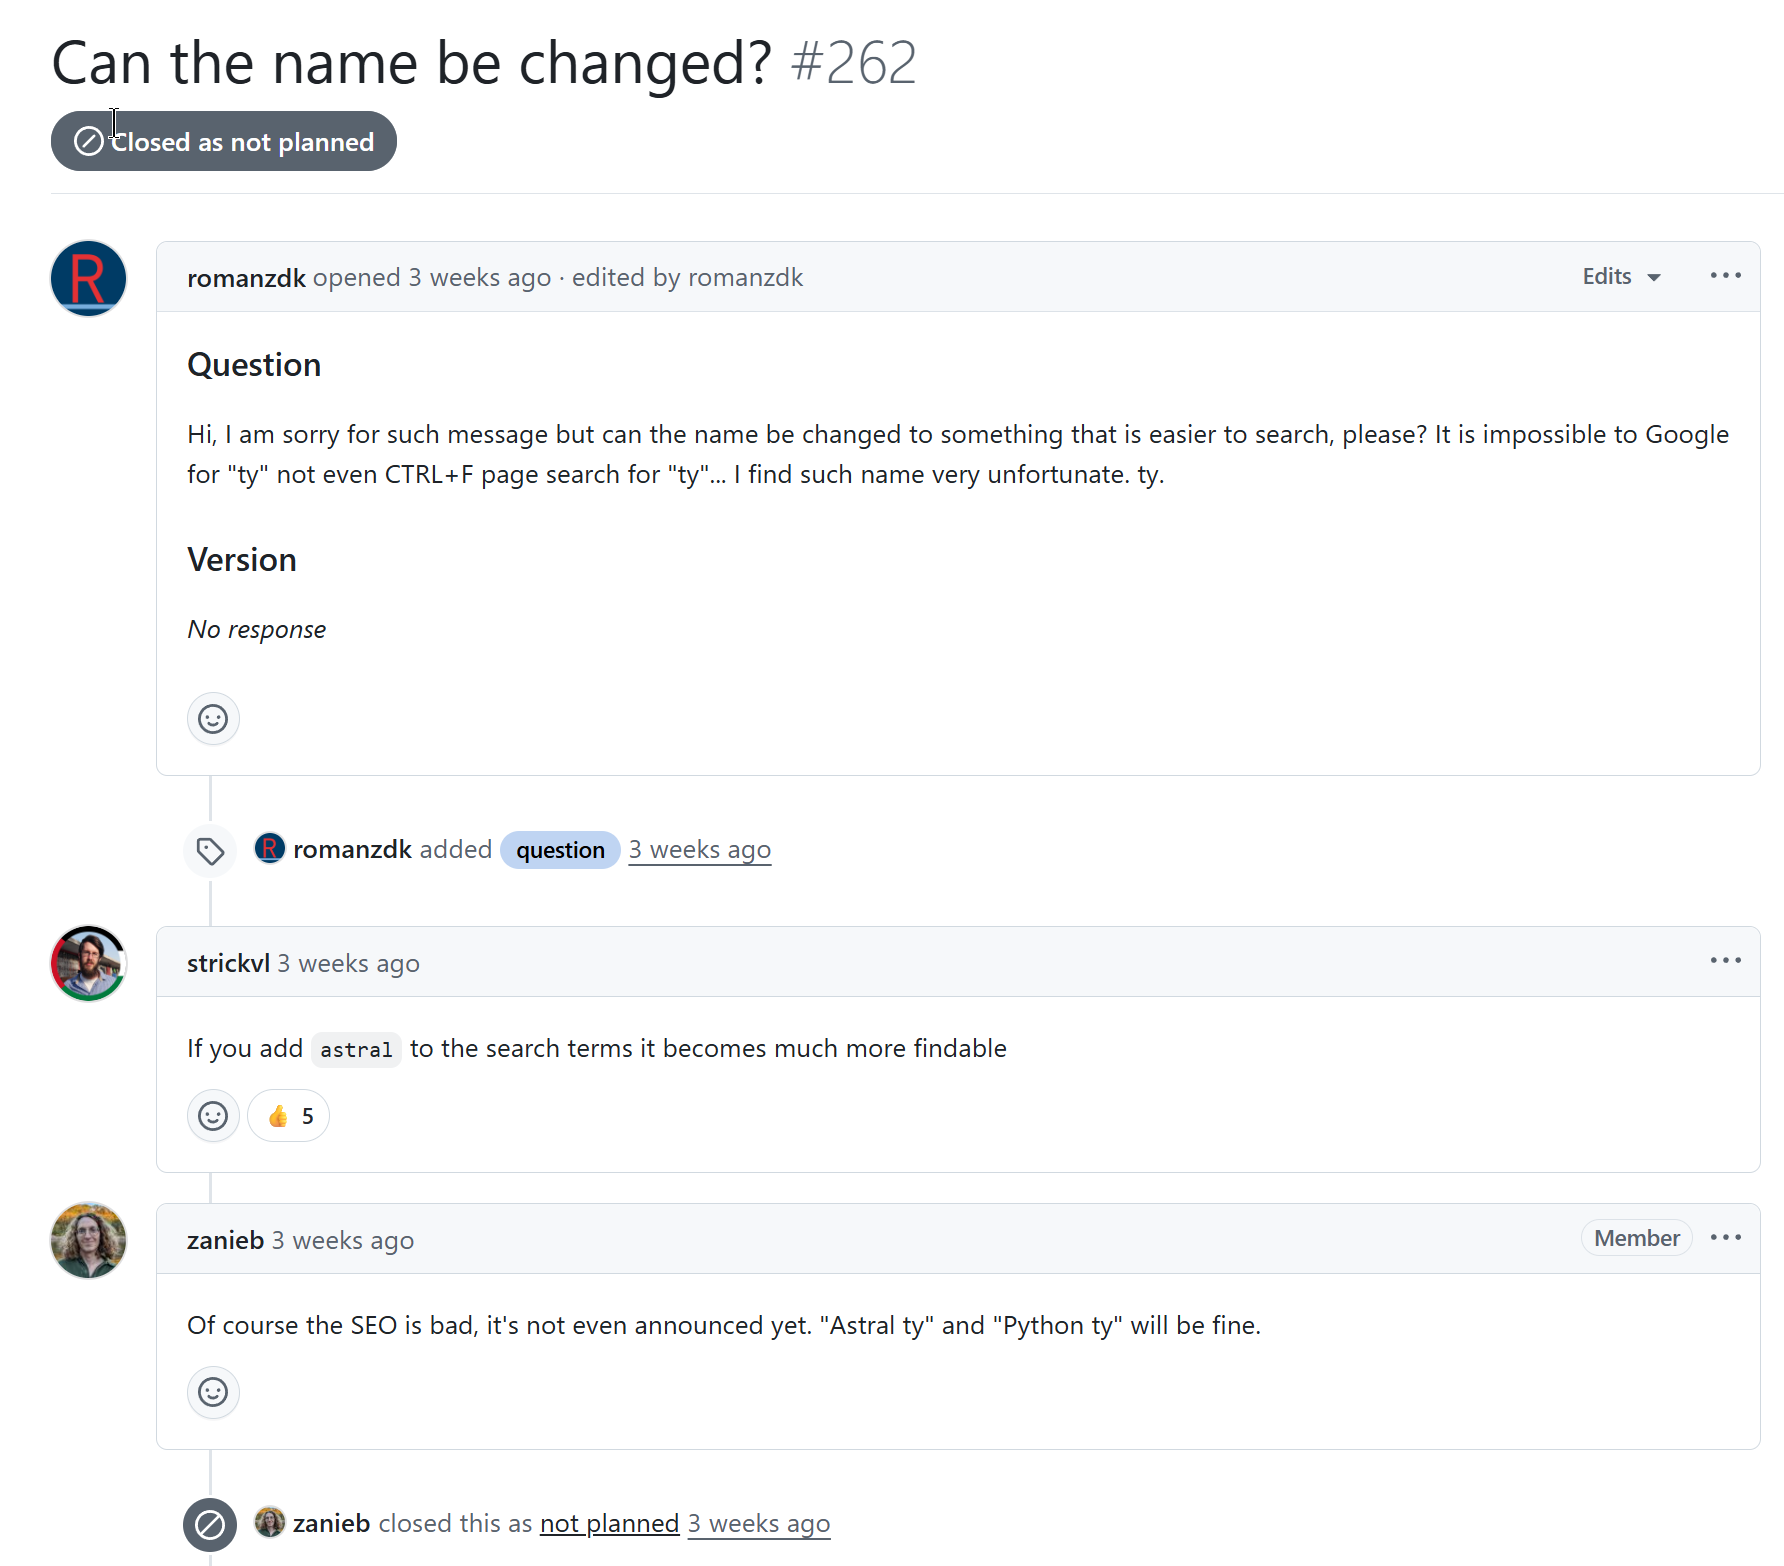 Can the name be changed? #262
Closed as not planned
R
romanzdk opened 3 weeks ago · edited by romanzdk
Edits
Question
Hi, I am sorry for such message but can the name be changed to something that is easier to search, please? It is impossible to Google
for "ty" not even CTRL+F page search for "ty"... I find such name very unfortunate. ty.
Version
No response
R romanzdk added question 3 weeks ago
strickvl 3 weeks ago
If you add astral to the search terms it becomes much more findable
👍 5
zanieb 3 weeks ago
Member
Of course the SEO is bad, it's not even announced yet. "Astral ty" and "Python ty" will be fine.
zanieb closed this as not planned 3 weeks ago